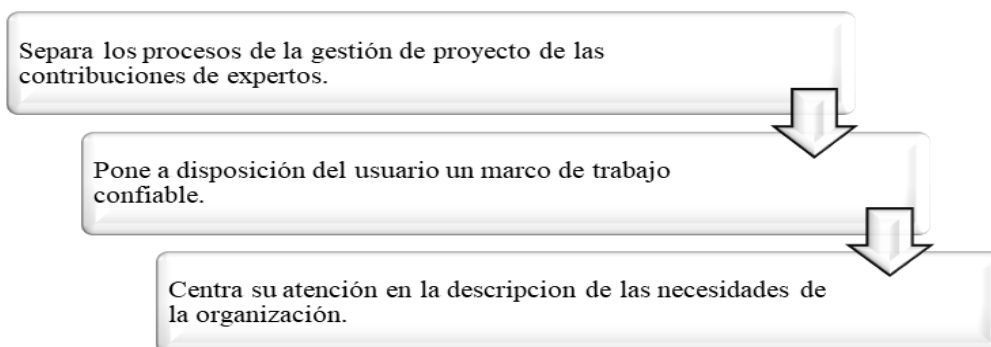 Separa los procesos de la gestión de proyecto de las
contribuciones de expertos.
Pone a disposición del usuario un marco de trabajo
confiable.
Centra su atención en la descripcion de las necesidades de
la organización.